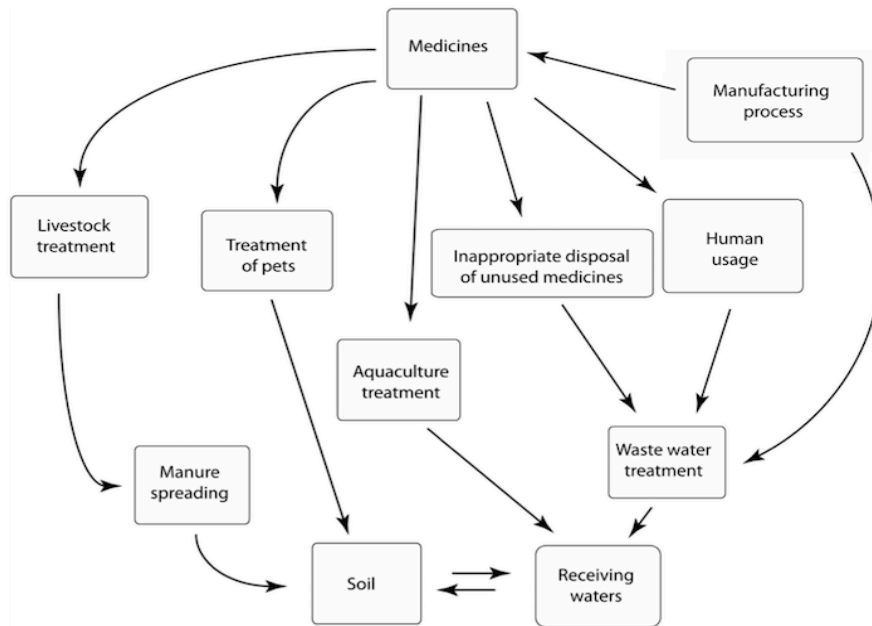 Medicines
Manufacturing
process
Livestock
treatment
Treatment
of pets
Inappropriate disposal
of unused medicines
Human
usage
Aquaculture
treatment
Waste water
treatment
Manure
spreading
Soil
Receiving
waters